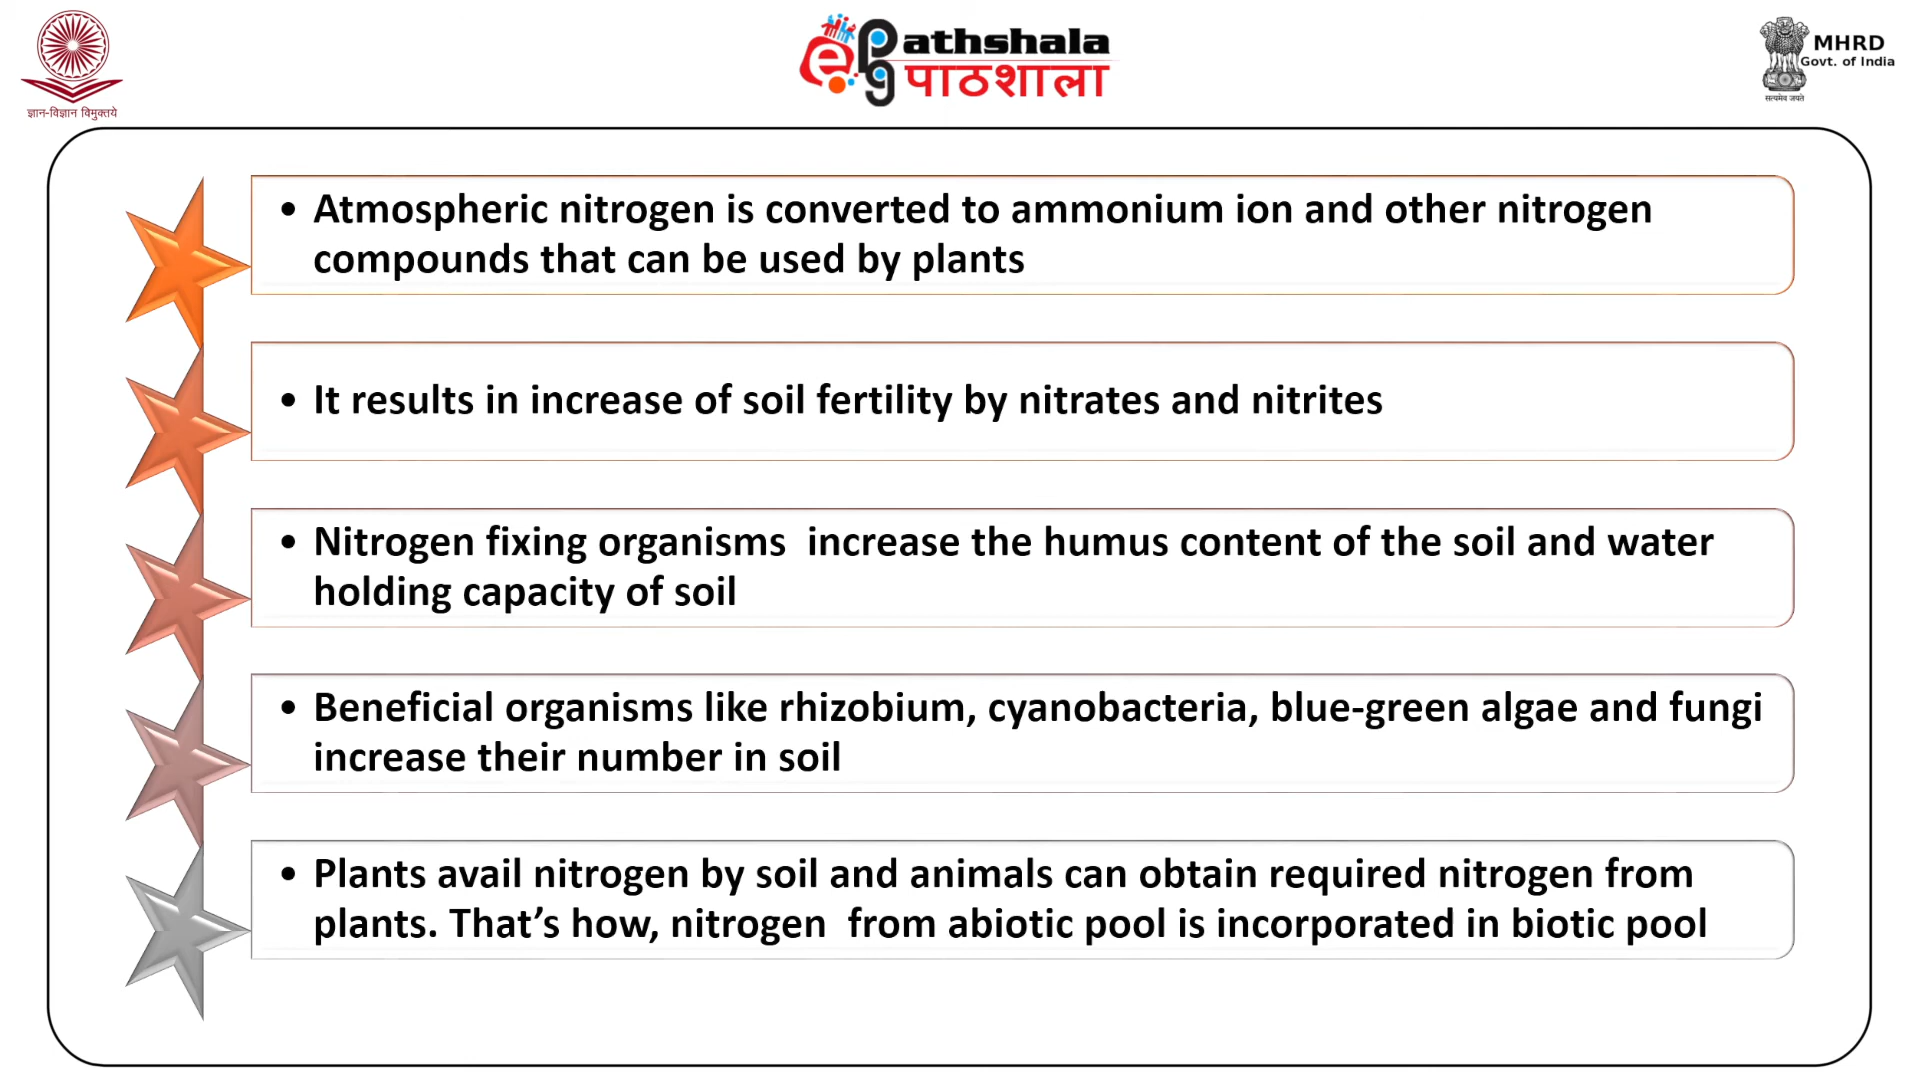 ज्ञान-विज्ञान विमुक्तये
e PG athshala
पाठशाला
MHRD
Govt. of India
सत्यमेव जयते
• Atmospheric nitrogen is converted to ammonium ion and other nitrogen
compounds that can be used by plants
• It results in increase of soil fertility by nitrates and nitrites
• Nitrogen fixing organisms  increase the humus content of the soil and water
holding capacity of soil
• Beneficial organisms like rhizobium, cyanobacteria, blue-green algae and fungi
increase their number in soil
• Plants avail nitrogen by soil and animals can obtain required nitrogen from
plants. That’s how, nitrogen  from abiotic pool is incorporated in biotic pool